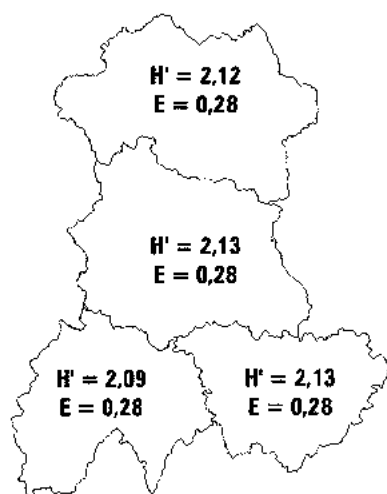 H' = 2,12
E = 0,28
H' = 2,13
E = 0,28
H' = 2,09
E = 0,28
H' = 2,13
E = 0,28